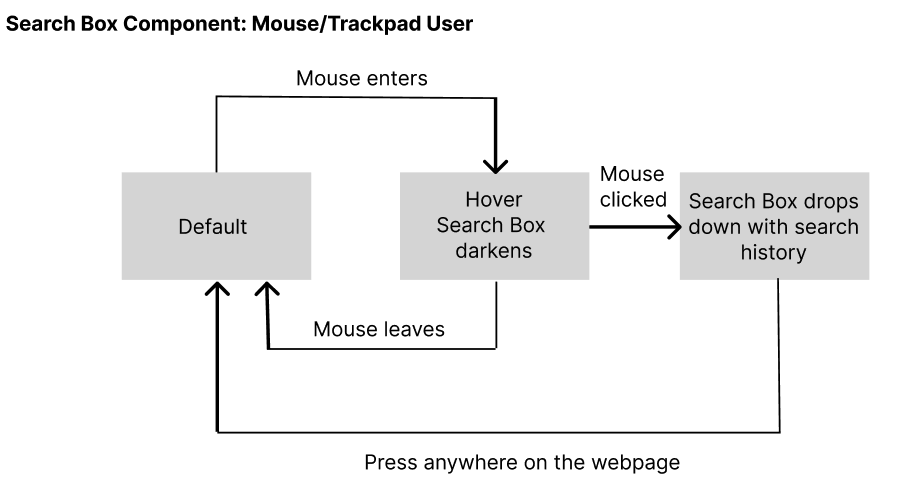 Search Box Component: Mouse/Trackpad User
Mouse enters
Mouse
clicked
Default
Hover
Search Box
darkens
Search Box drops
down with search
history
Mouse leaves
Press anywhere on the webpage